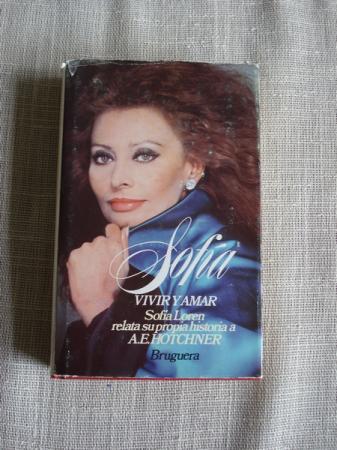 Sofía
VIVIR Y AMAR
Sofía Loren
relata su propia historia a
A.E. HOTCHNER
Bruguera